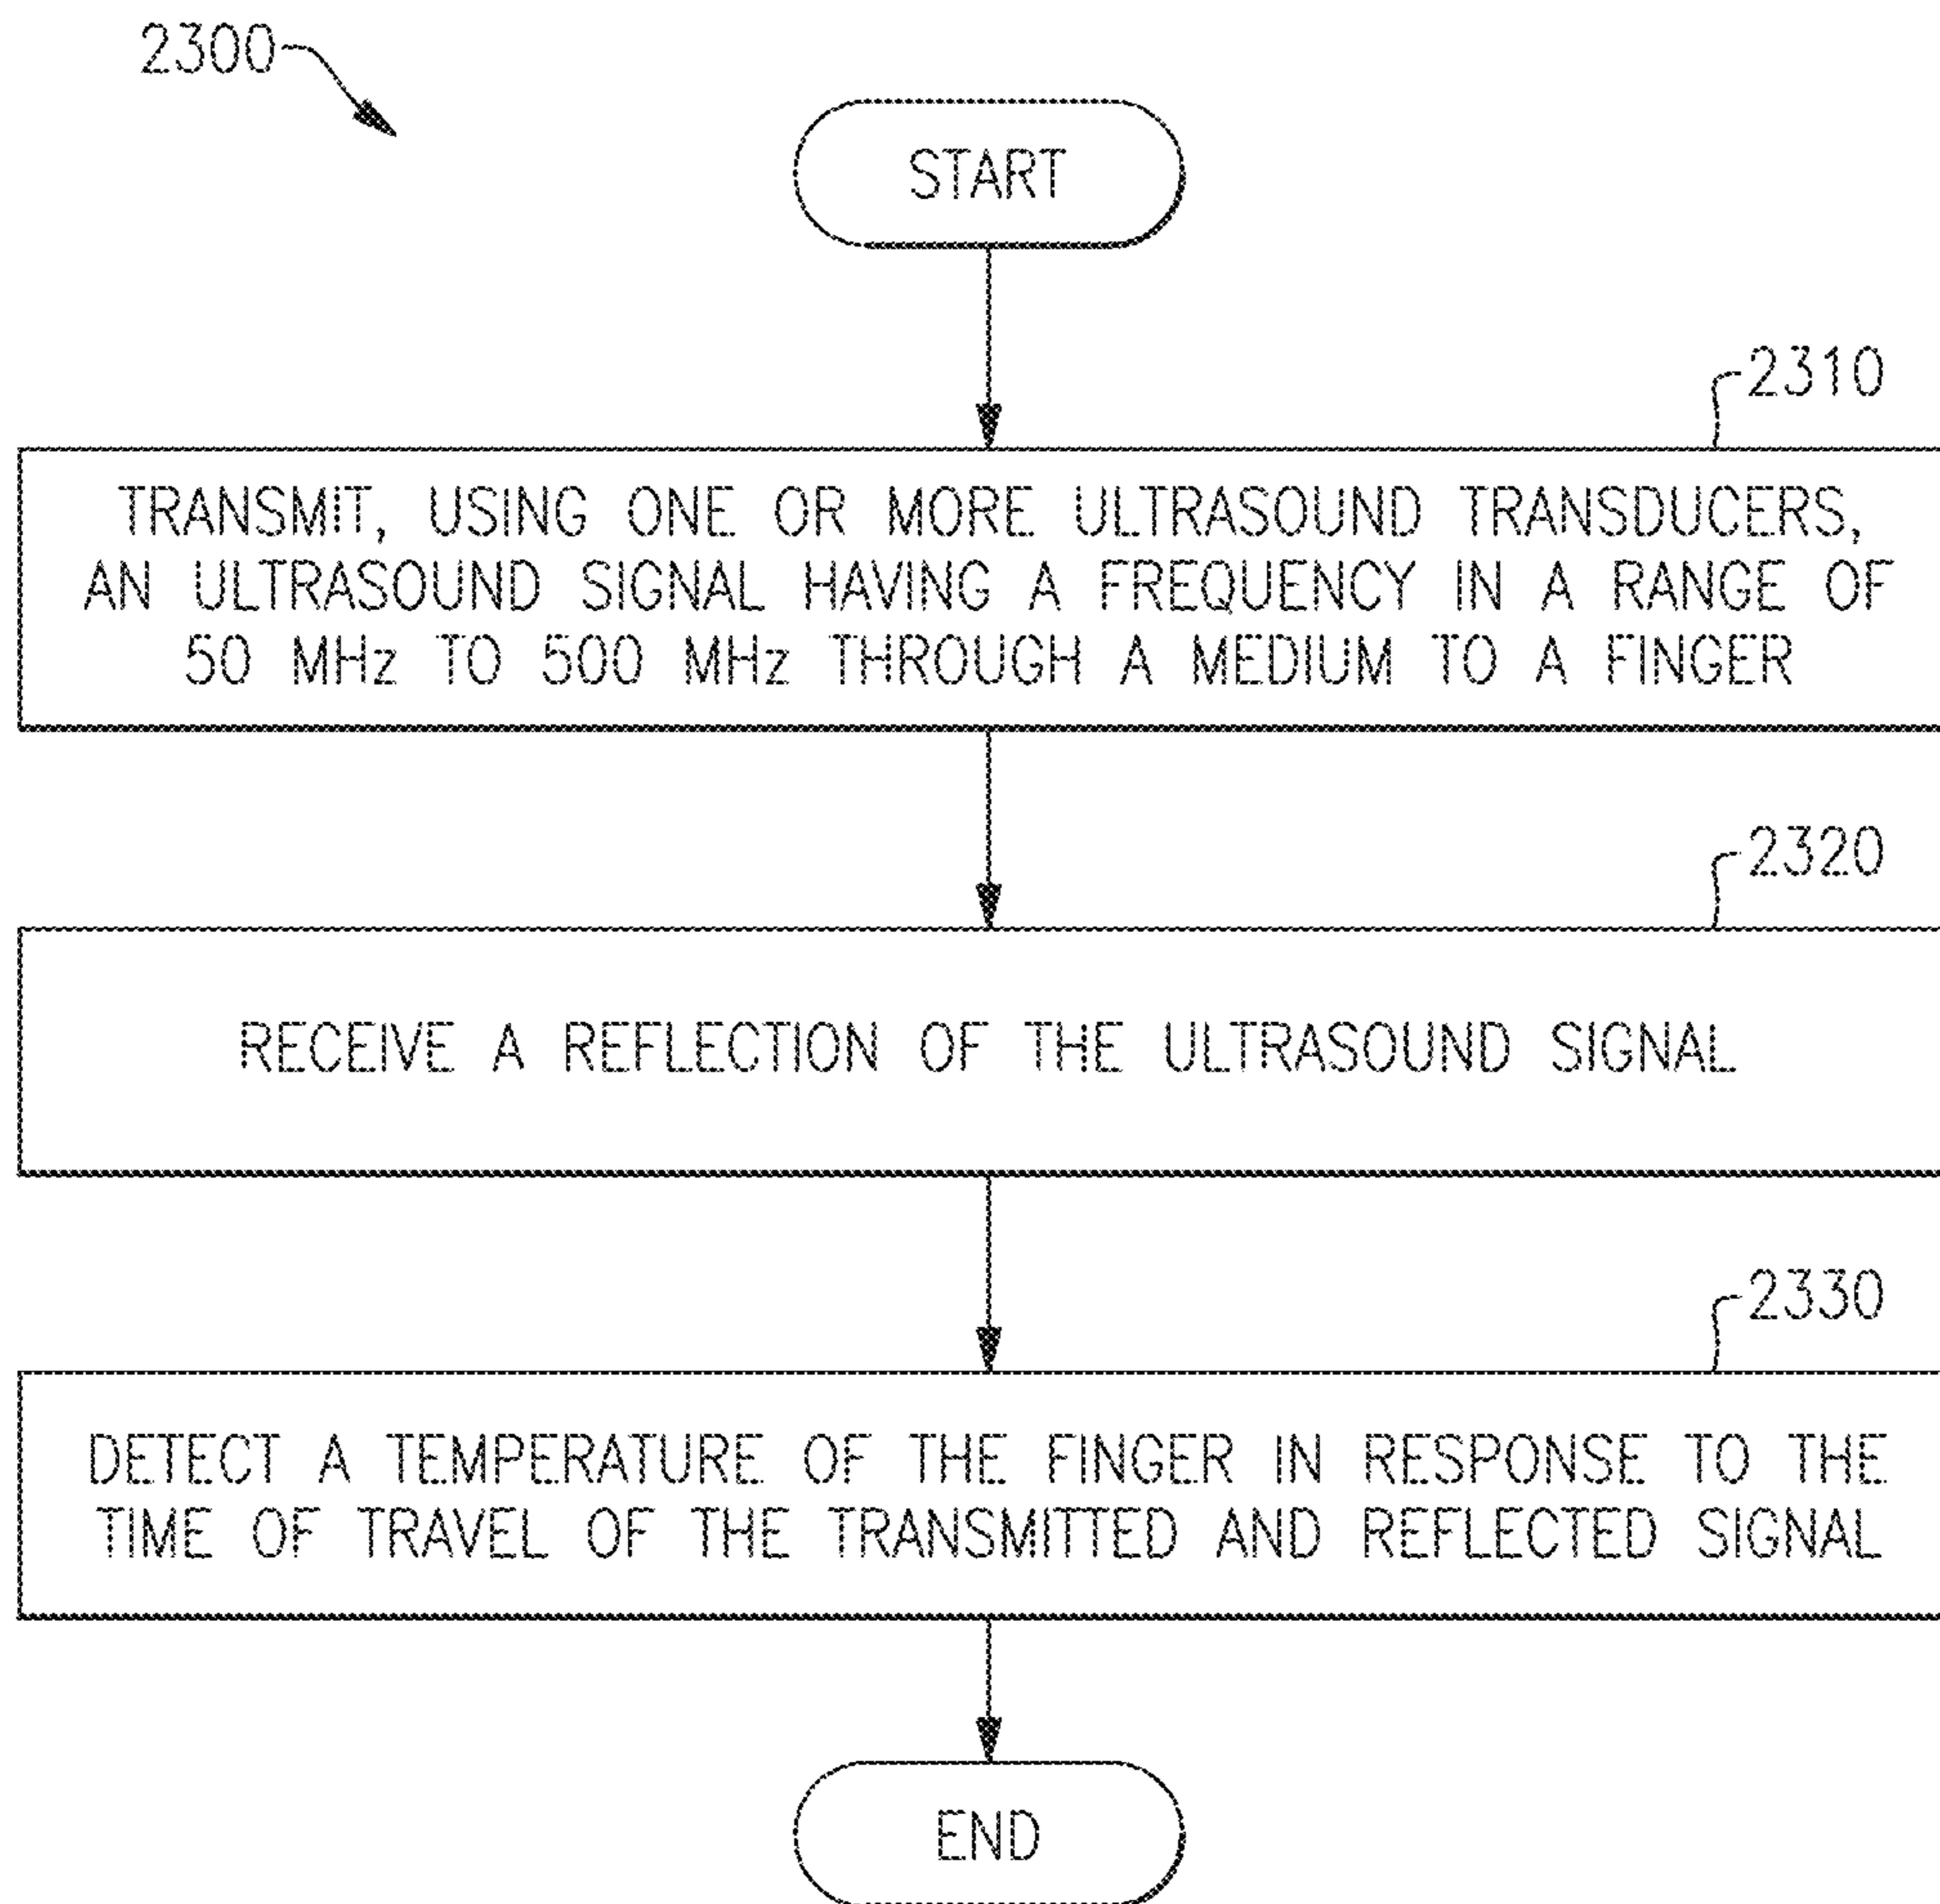 2300
START
2310
TRANSMIT, USING ONE OR MORE ULTRASOUND TRANSDUCERS,
AN ULTRASOUND SIGNAL HAVING A FREQUENCY IN A RANGE OF
50 MHz TO 500 MHz THROUGH A MEDIUM TO A FINGER
2320
RECEIVE A REFLECTION OF THE ULTRASOUND SIGNAL
2330
DETECT A TEMPERATURE OF THE FINGER IN RESPONSE TO THE
TIME OF TRAVEL OF THE TRANSMITTED AND REFLECTED SIGNAL
END